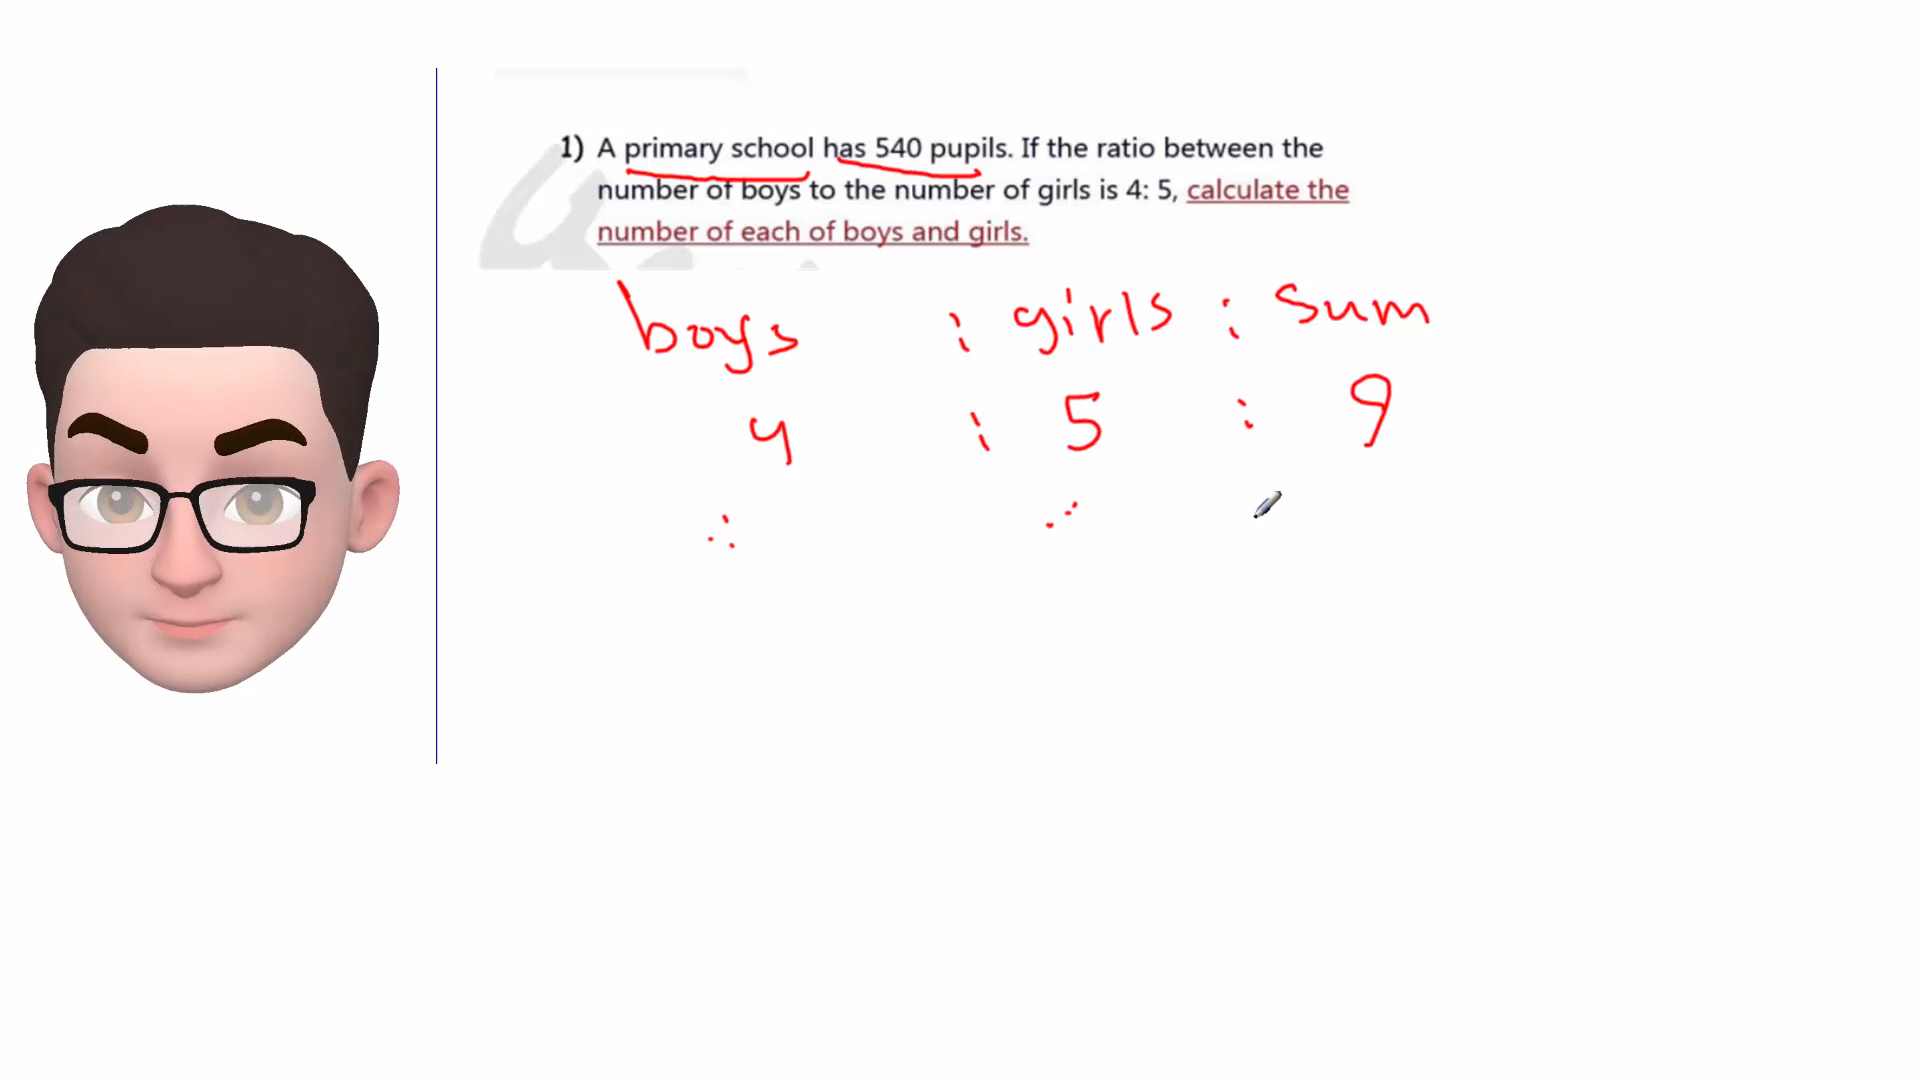 1) A primary school has 540 pupils. If the ratio between the
number of boys to the number of girls is 4: 5, calculate the
number of each of boys and girls.
boys : girls : sum
4 : 5 : 9